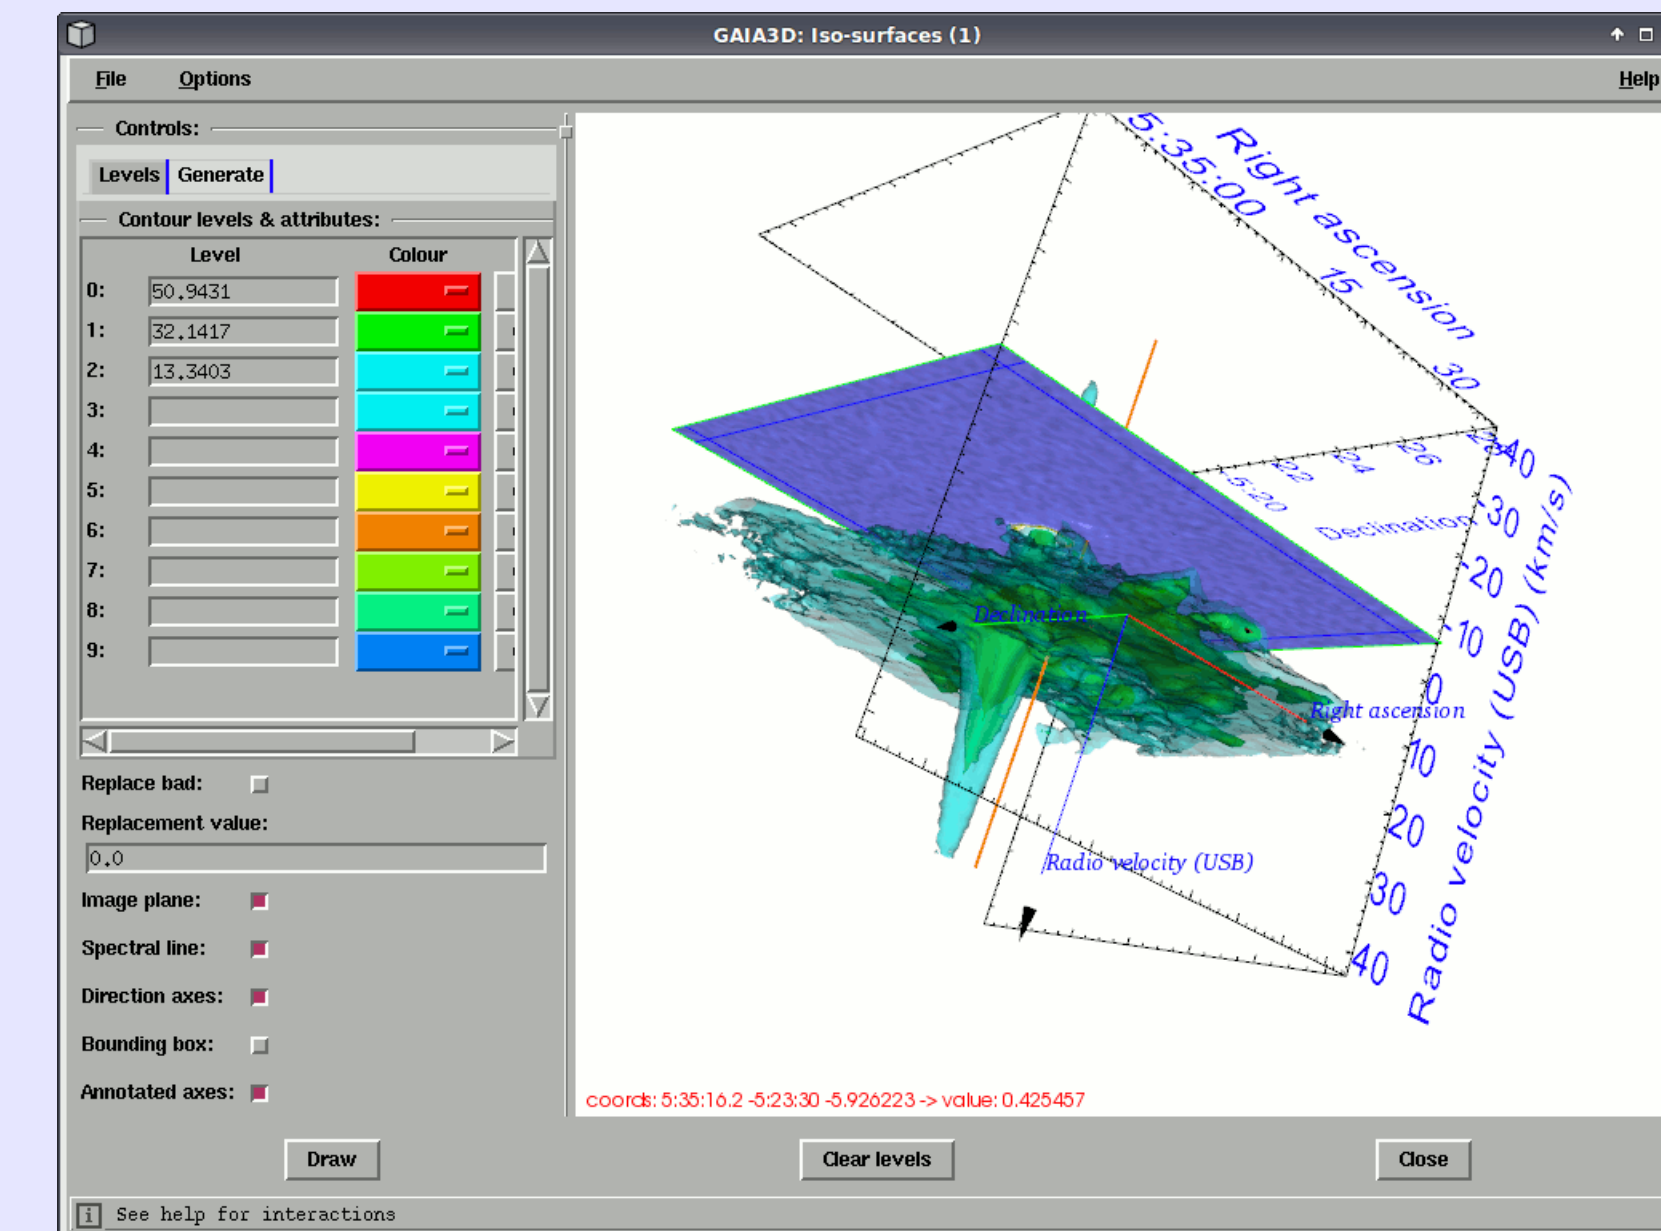 GAIA3D: Iso-surfaces (1)
File Options Help
Controls:
Levels Generate
Contour levels & attributes:
Level Colour
0: 50.9431
1: 32.1417
2: 13.3403
3:
4:
5:
6:
7:
8:
9:
Replace bad:
Replacement value:
0.0
Image plane:
Spectral line:
Direction axes:
Bounding box:
Annotated axes:
5:35:00
15
30
Right ascension
22
24
26
Declination
40
30
20
10
0
10
20
30
40
Radio velocity (USB) (km/s)
Declination
Right ascension
Radio velocity (USB)
coords: 5:35:16.2 -5:23:30 -5.926223 -> value: 0.425457
Draw Clear levels Close
i See help for interactions